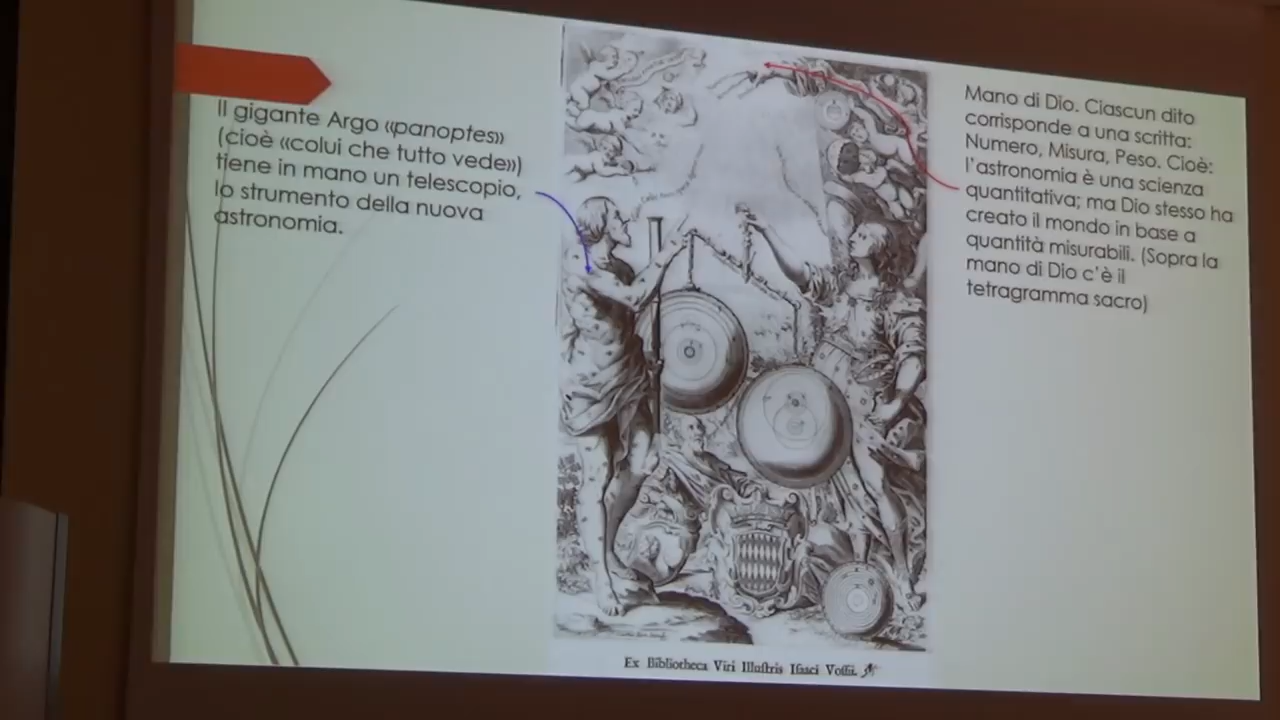 Il gigante Argo «panoptes»
(cioè «colui che tutto vede»)
tiene in mano un telescopio,
lo strumento della nuova
astronomia.
Mano di Dio. Ciascun dito
corrisponde a una scritta:
Numero, Misura, Peso. Cioè:
l'astronomia è una scienza
quantitativa; ma Dio stesso ha
creato il mondo in base a
quantità misurabili. (Sopra la
mano di Dio c'è il
tetragramma sacro)
Ex Bibliotheca Viri Illustris Isaaci Vossii.